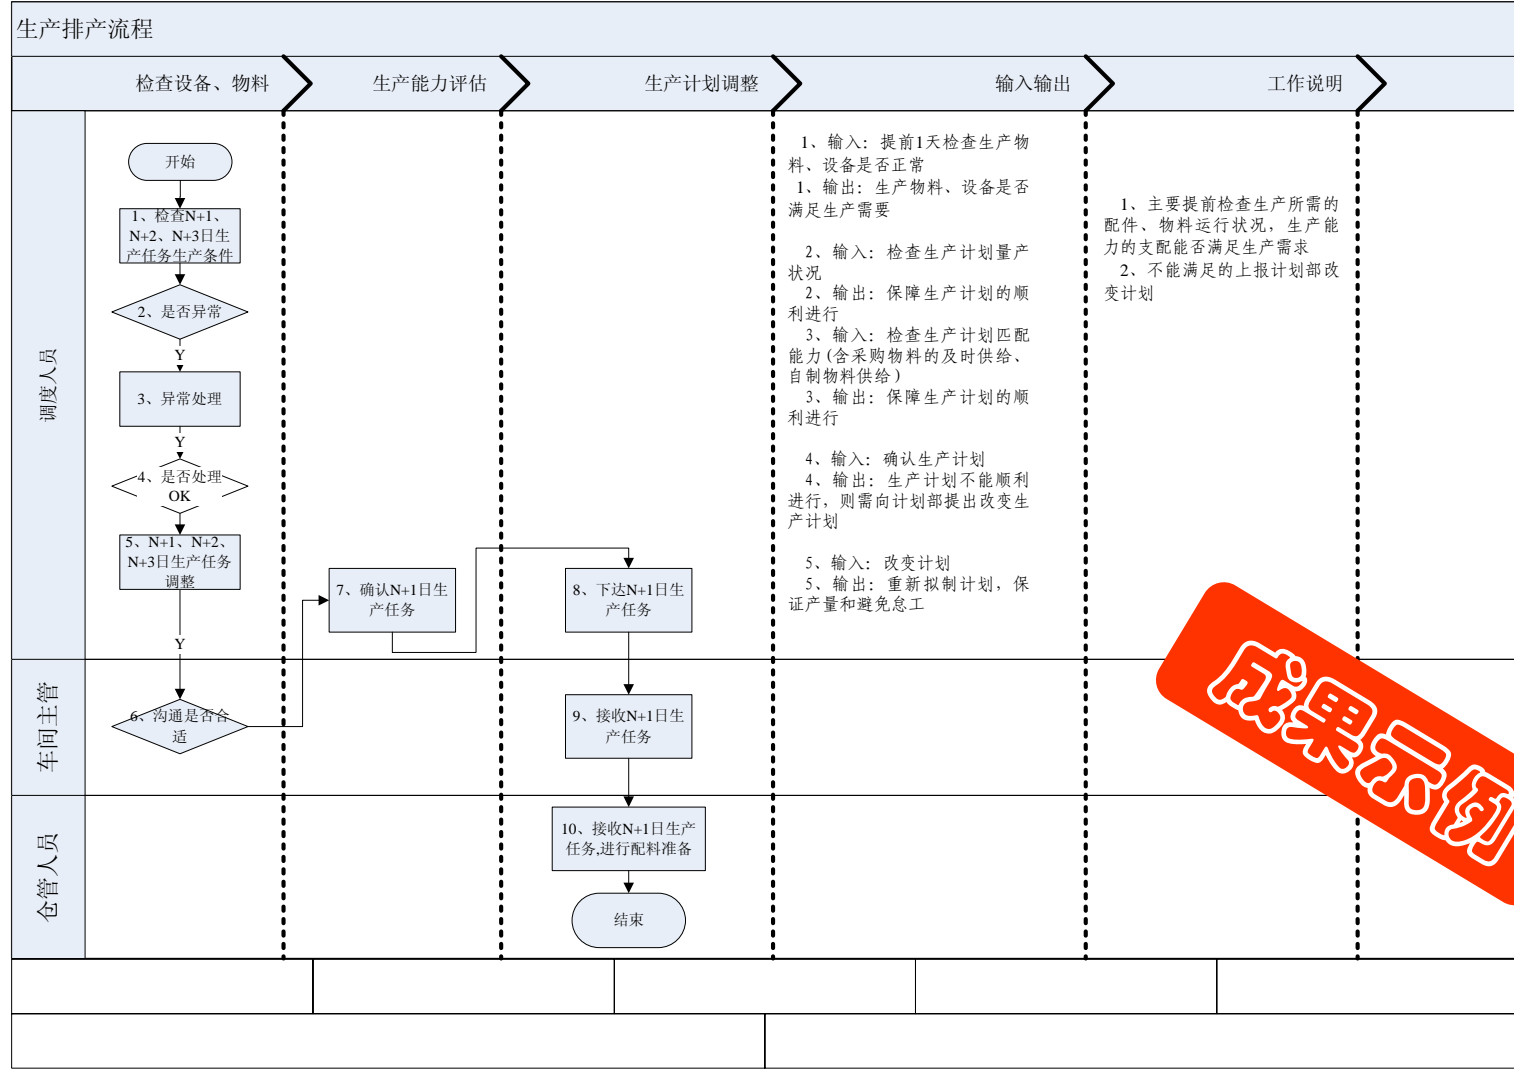 生产排产流程
检查设备、物料
生产能力评估
生产计划调整
输入输出
工作说明
调度人员
开始
1、检查N+1、
N+2、N+3日生
产任务生产条件
2、是否异常
Y
3、异常处理
Y
4、是否处理
OK
5、N+1、N+2、
N+3日生产任务
调整
Y
7、确认N+1日生
产任务
8、下达N+1日生
产任务
1、输入：提前1天检查生产物
料、设备是否正常
1、输出：生产物料、设备是否
满足生产需要
2、输入：检查生产计划量产
状况
2、输出：保障生产计划的顺
利进行
3、输入：检查生产计划匹配
能力(含采购物料的及时供给、
自制物料供给)
3、输出：保障生产计划的顺
利进行
4、输入：确认生产计划
4、输出：生产计划不能顺利
进行，则需向计划部提出改变生
产计划
5、输入：改变计划
5、输出：重新拟制计划，保
证产量和避免怠工
1、主要提前检查生产所需的
配件、物料运行状况，生产能
力的支配能否满足生产需求
2、不能满足的上报计划部改
变计划
车间主管
6、沟通是否合
适
9、接收N+1日生
产任务
成果示例
仓管人员
10、接收N+1日生产
任务,进行配料准备
结束